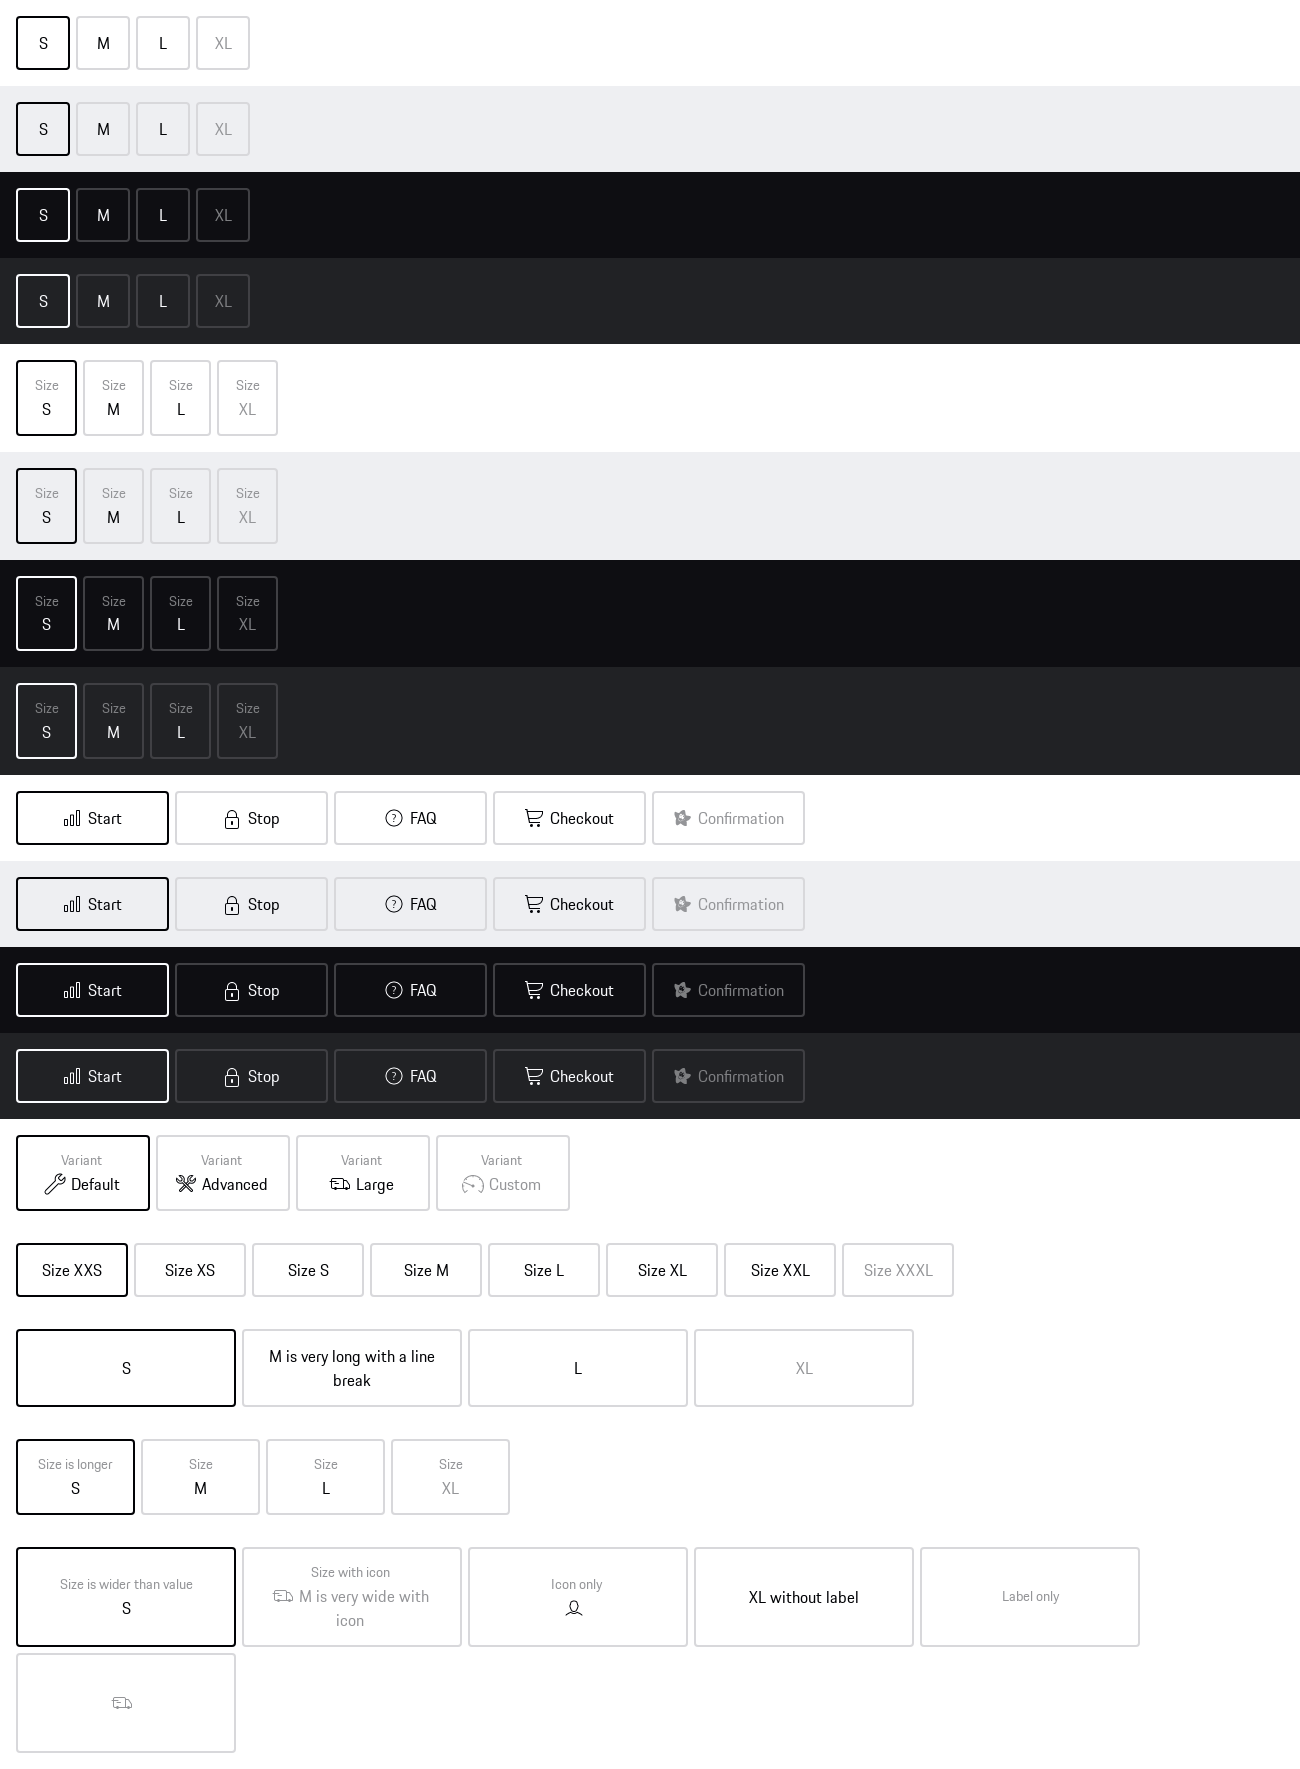 S M L XL
S M L XL
S M L XL
S M L XL
Size Size Size Size
S M L XL
Size Size Size Size
S M L XL
Size Size Size Size
S M L XL
Size Size Size Size
S M L XL
Start Stop FAQ Checkout Confirmation
Start Stop FAQ Checkout Confirmation
Start Stop FAQ Checkout Confirmation
Start Stop FAQ Checkout Confirmation
Variant Variant Variant Variant
Default Advanced Large Custom
Size XXS Size XS Size S Size M Size L Size XL Size XXL Size XXXL
S
M is very long with a line
break
L
XL
Size is longer Size Size Size
S M L XL
Size is wider than value
S
Size with icon
M is very wide with
icon
Icon only
XL without label
Label only